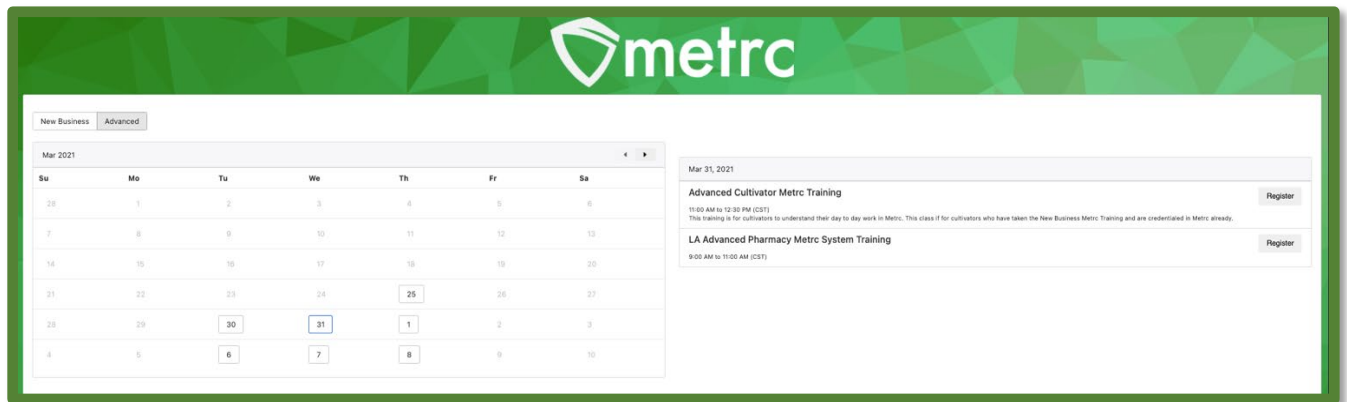 metrc
New Business Advanced
Mar 2021
Su Mo Tu We Th Fr Sa
28 1 2 3 4 5 6
7 8 9 10 11 12 13
14 15 16 17 18 19 20
21 22 23 24 25 26 27
28 29 30 31 1 2 3
4 5 6 7 8 9 10
Mar 31, 2021
Advanced Cultivator Metrc Training
Register
11:00 AM to 12:30 PM (CST)
This training is for cultivators to understand their day to day work in Metrc. This class if for cultivators who have taken the New Business Metrc Training and are credentialed in Metrc already.
LA Advanced Pharmacy Metrc System Training
Register
9:00 AM to 11:00 AM (CST)